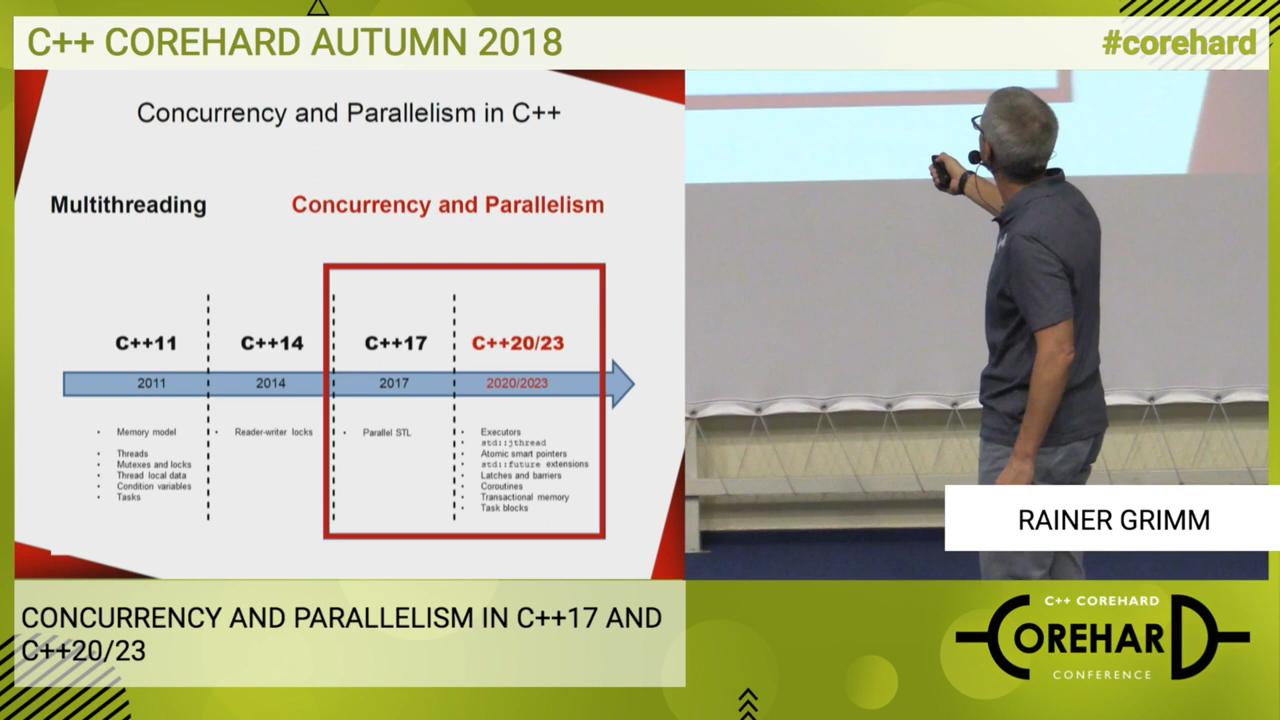 C++ COREHARD AUTUMN 2018
#corehard
Concurrency and Parallelism in C++
Multithreading
Concurrency and Parallelism
C++11
C++14
C++17
C++20/23
2011
2014
2017
2020/2023
• Memory model
• Threads
• Mutexes and locks
• Thread local data
• Condition variables
• Tasks
• Reader-writer locks
• Parallel STL
• Executors
• std::jthread
• Atomic smart pointers
• std::future extensions
• Latches and barriers
• Coroutines
• Transactional memory
• Task blocks
RAINER GRIMM
CONCURRENCY AND PARALLELISM IN C++17 AND
C++20/23
C++ COREHARD
COREHARD
CONFERENCE